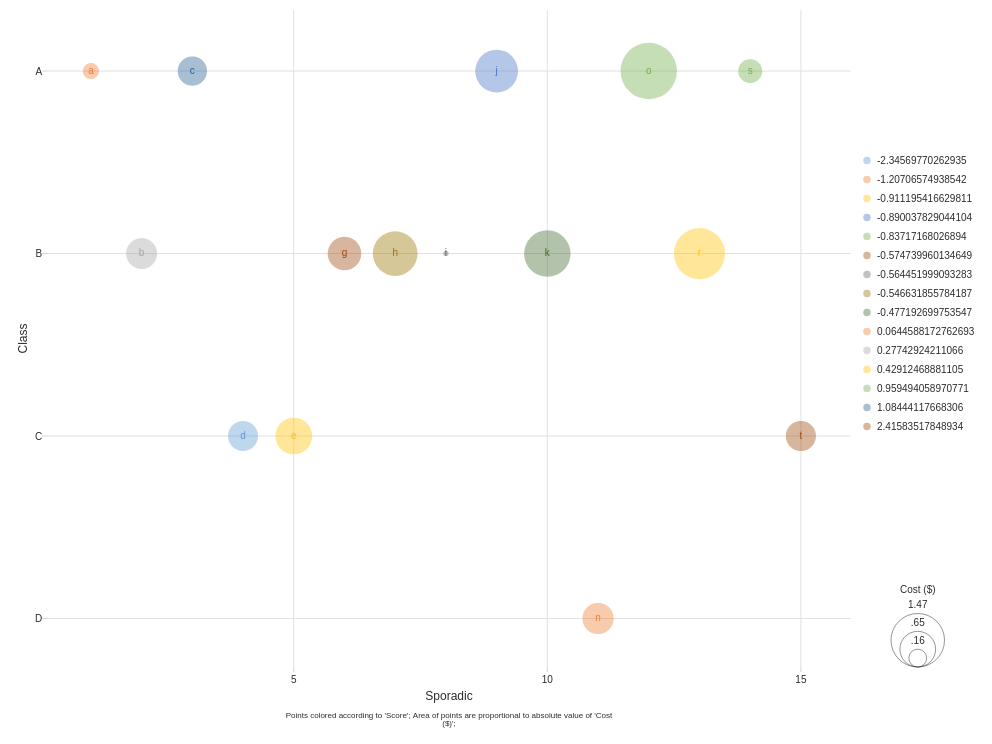 A
a
c
j
o
s
B
b
g
h
i
k
r
Class
C
d
e
t
D
n
5
10
15
Sporadic
Points colored according to 'Score'; Area of points are proportional to absolute value of 'Cost
($)';
-2.34569770262935
-1.20706574938542
-0.911195416629811
-0.890037829044104
-0.83717168026894
-0.574739960134649
-0.564451999093283
-0.546631855784187
-0.477192699753547
0.0644588172762693
0.27742924211066
0.42912468881105
0.959494058970771
1.08444117668306
2.41583517848934
Cost ($)
1.47
.65
.16